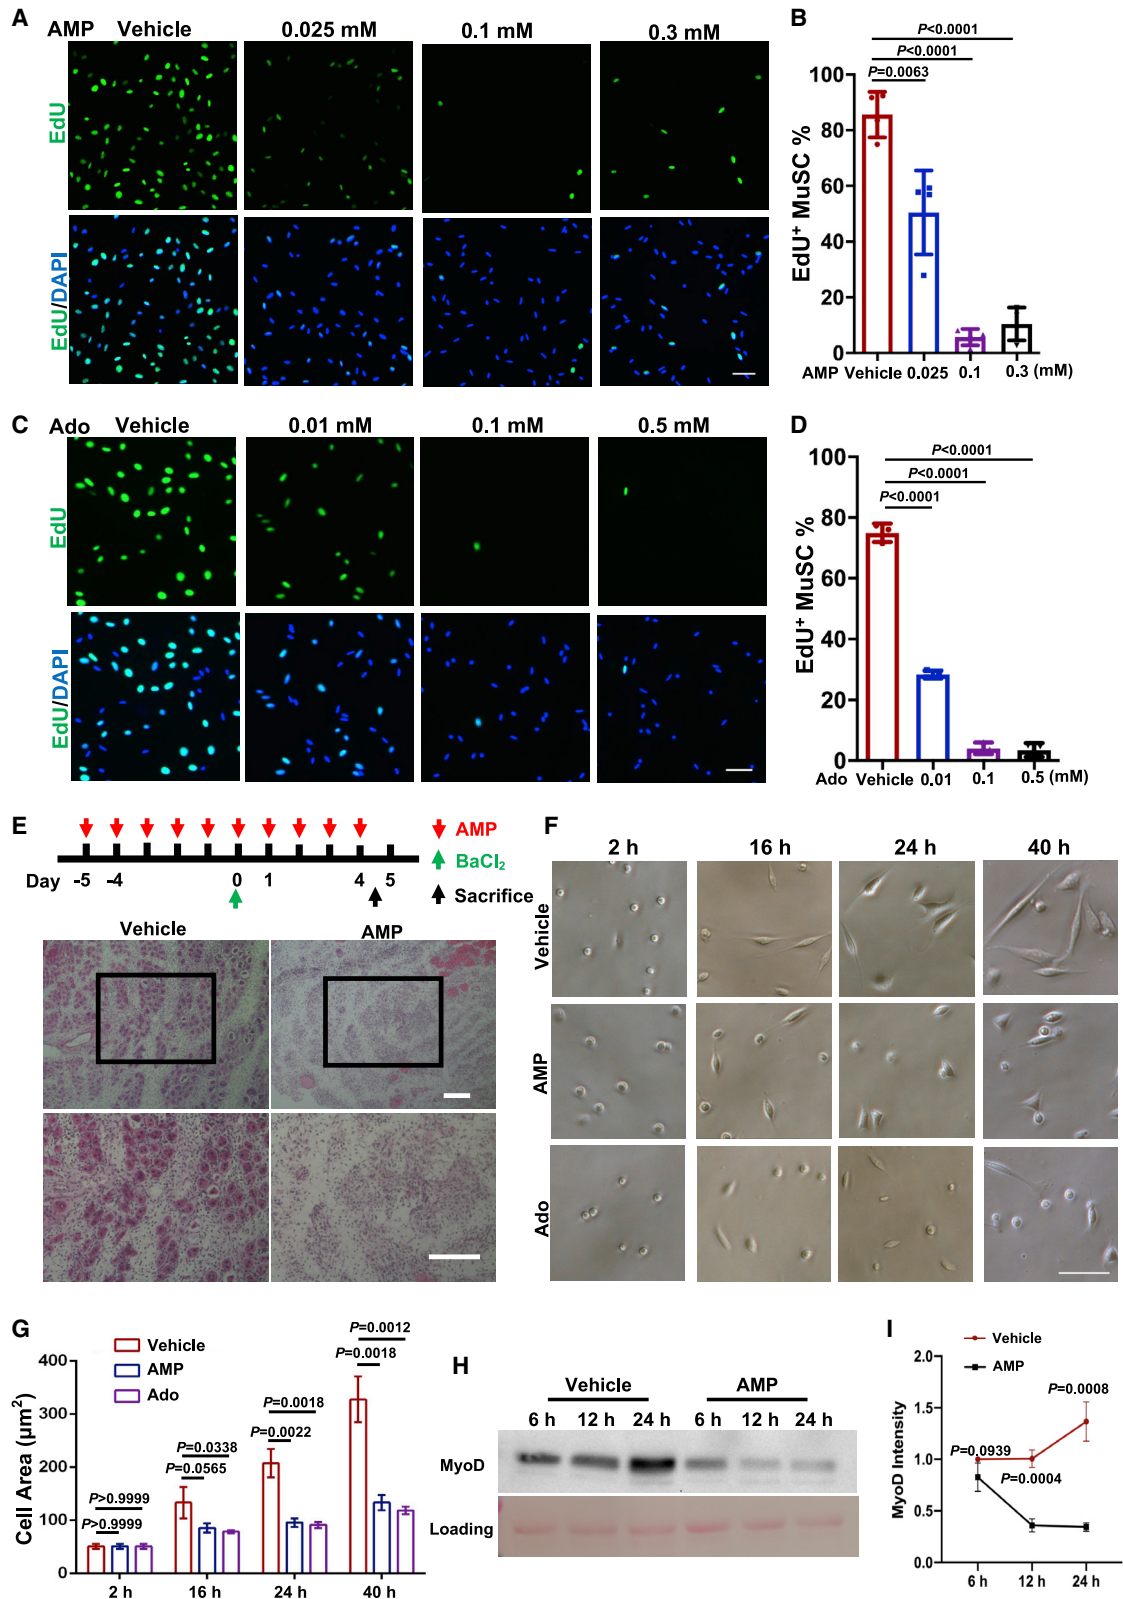 A
AMP Vehicle 0.025 mM 0.1 mM 0.3 mM
EdU
EdU/DAPI
B
P<0.0001
P<0.0001
P=0.0063
EdU+ MuSC %
100
80
60
40
20
0
AMP Vehicle 0.025 0.1 0.3 (mM)
C
Ado Vehicle 0.01 mM 0.1 mM 0.5 mM
EdU
EdU/DAPI
D
P<0.0001
P<0.0001
P<0.0001
EdU+ MuSC %
100
80
60
40
20
0
Ado Vehicle 0.01 0.1 0.5 (mM)
E
AMP
BaCl₂
Sacrifice
Day -5 -4 0 1 4 5
Vehicle AMP
F
2 h 16 h 24 h 40 h
Vehicle
AMP
Ado
G
Vehicle
AMP
Ado
Cell Area (µm²)
400
300
200
100
0
P>0.9999
P>0.9999
P=0.0338
P=0.0565
P=0.0018
P=0.0022
P=0.0012
P=0.0018
2 h 16 h 24 h 40 h
H
Vehicle AMP
6 h 12 h 24 h 6 h 12 h 24 h
MyoD
Loading
I
Vehicle
AMP
MyoD Intensity
2.0
1.5
1.0
0.5
0.0
P=0.0008
P=0.0939
P=0.0004
6 h 12 h 24 h